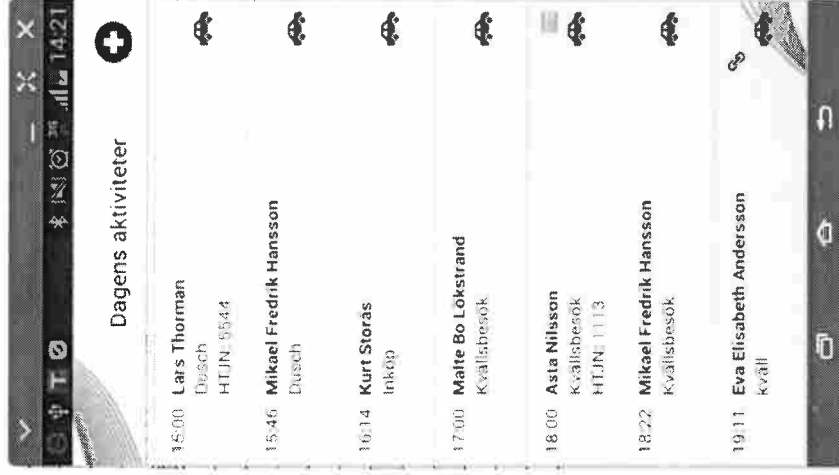 14:21
3G
Dagens aktiviteter
15:00 Lars Thorman
Dusch
HTJN: 5544
15:46 Mikael Fredrik Hansson
Dusch
16:14 Kurt Storås
Inköp
17:00 Malte Bo Lökstrand
Kvällsbesök
18:00 Asta Nilsson
Kvällsbesök
HTJN: 1113
18:22 Mikael Fredrik Hansson
Kvällsbesök
19:11 Eva Elisabeth Andersson
kväll